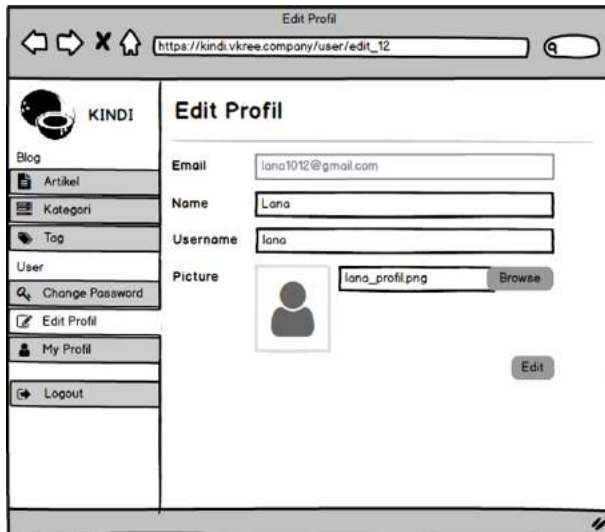 Edit Profil
https://kindi.vkree.company/user/edit_12
KINDI
Blog
Artikel
Kategori
Tag
User
Change Password
Edit Profil
My Profil
Logout
Edit Profil
Email lana1012@gmail.com
Name Lana
Username lana
Picture lana_profil.png Browse
Edit